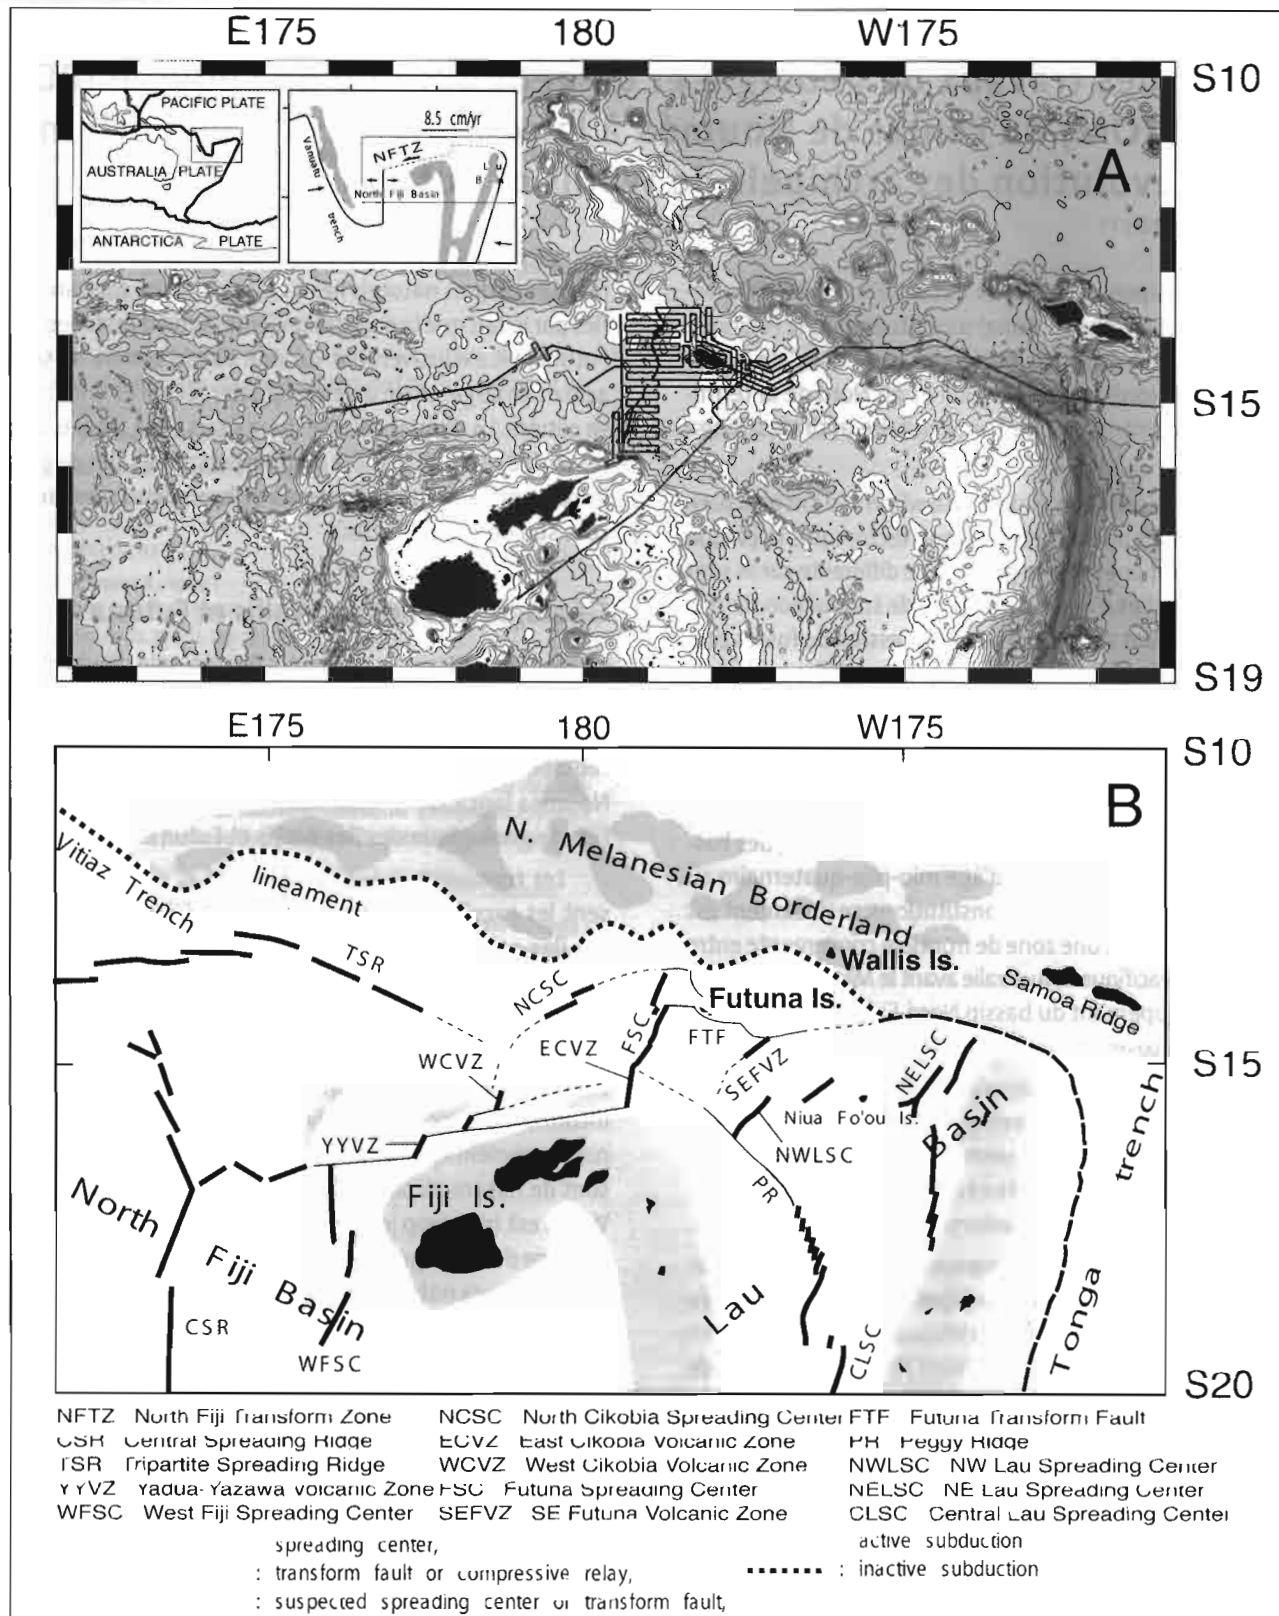 E175 180 W175
S10
PACIFIC PLATE
AUSTRALIA PLATE
ANTARCTICA PLATE
8.5 cm/yr
NFTZ
Vanuatu
trench
North Fiji Basin
L u
B A
A
S15
S19
E175 180 W175
S10
B
N. Melanesian Borderland
Vitiaz Trench
lineament
TSR
NCSC
Wallis Is.
Futuna Is.
Samoa Ridge
WCVZ
ECVZ
FSC
FTF
SEFVZ
NELSC
S15
Niua Fo'ou Is.
Basin
trench
YYVZ
NWLSC
PR
Fiji Is.
North
Fiji Basin
Lau
Tonga
CSR
WFSC
CLSC
S20
NFTZ North Fiji Transform Zone NCSC North Cikobia Spreading Center FTF Futuna Transform Fault
CSR Central Spreading Ridge ECVZ East Cikobia Volcanic Zone PR Peggy Ridge
TSR Tripartite Spreading Ridge WCVZ West Cikobia Volcanic Zone NWLSC NW Lau Spreading Center
YYVZ Yadua-Yazawa Volcanic Zone FSC Futuna Spreading Center NELSC NE Lau Spreading Center
WFSC West Fiji Spreading Center SEFVZ SE Futuna Volcanic Zone CLSC Central Lau Spreading Center
spreading center, active subduction
: transform fault or compressive relay, : inactive subduction
: suspected spreading center or transform fault,